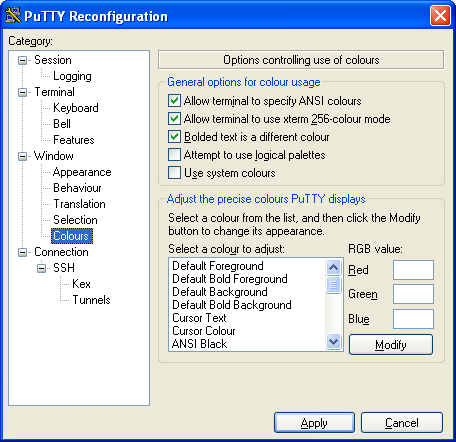 PuTTY Reconfiguration
Category:
Session
Logging
Terminal
Keyboard
Bell
Features
Window
Appearance
Behaviour
Translation
Selection
Colours
Connection
SSH
Kex
Tunnels
Options controlling use of colours
General options for colour usage
Allow terminal to specify ANSI colours
Allow terminal to use xterm 256-colour mode
Bolded text is a different colour
Attempt to use logical palettes
Use system colours
Adjust the precise colours PuTTY displays
Select a colour from the list, and then click the Modify
button to change its appearance.
Select a colour to adjust:
Default Foreground
Default Bold Foreground
Default Background
Default Bold Background
Cursor Text
Cursor Colour
ANSI Black
RGB value:
Red
Green
Blue
Modify
Apply
Cancel